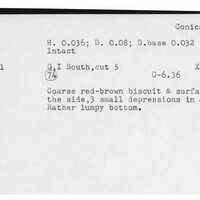 Conic
H. 0.036; D. 0.08; D.base 0.032
Intact
1 G,I South,cut 5 X
74 G-6.36
Coarse red-brown biscuit & surfa
the side,3 small depressions in
Rather lumpy bottom.